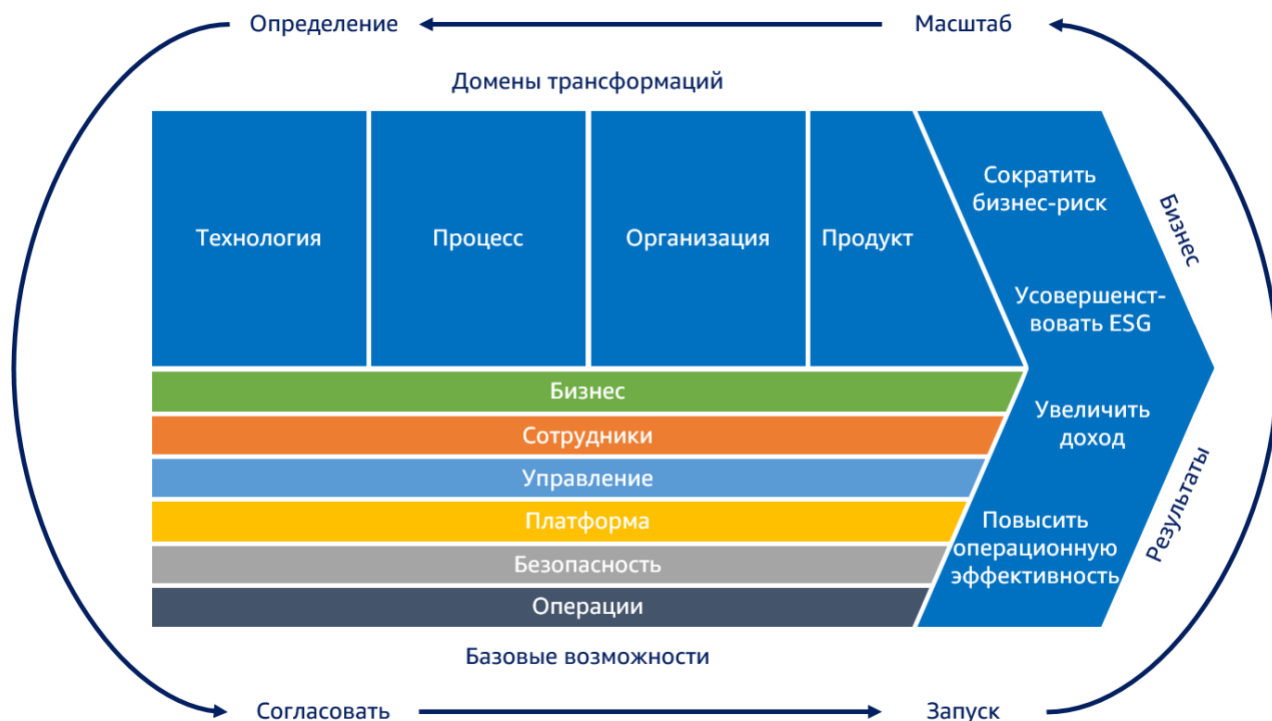 Определение
Масштаб
Домены трансформаций
Технология
Процесс
Организация
Продукт
Сократить
бизнес-риск
Усовершенст-
вовать ESG
Увеличить
доход
Повысить
операционную
эффективность
Бизнес
Результаты
Бизнес
Сотрудники
Управление
Платформа
Безопасность
Операции
Базовые возможности
Согласовать
Запуск